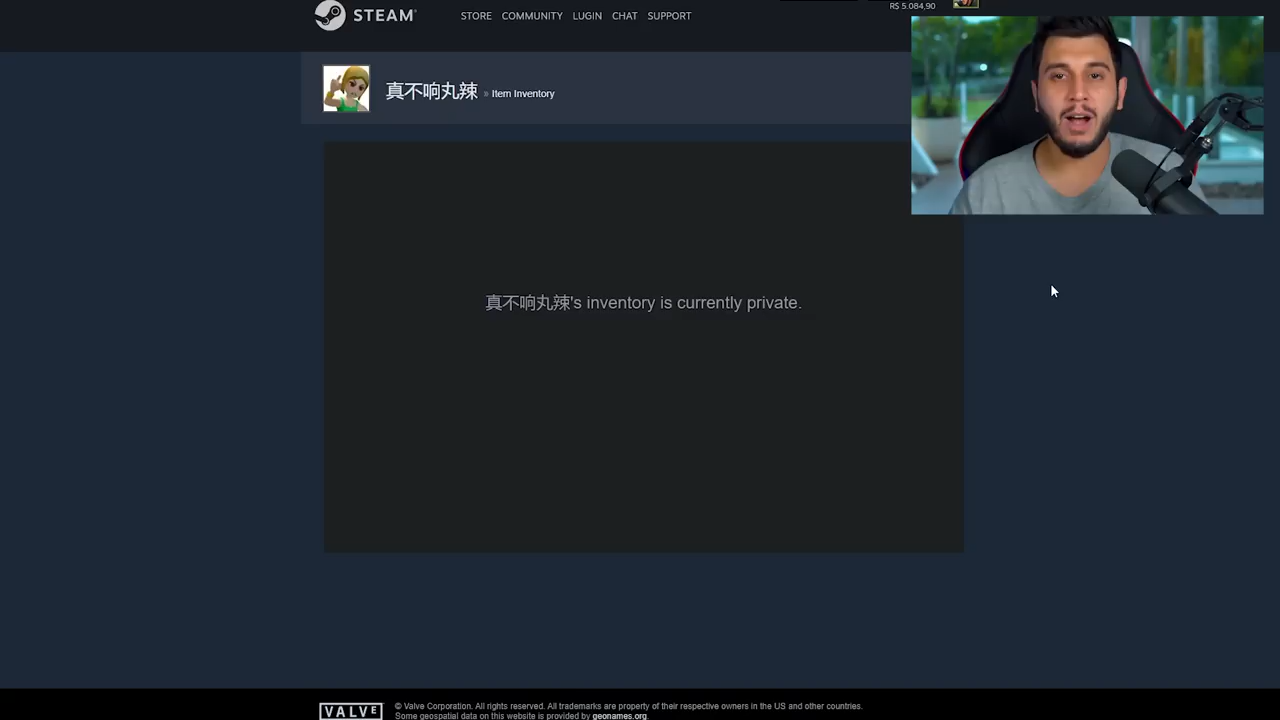 STEAM
STORE COMMUNITY LUGIN CHAT SUPPORT
R$ 5.084,90
真不响丸辣 » Item Inventory
真不响丸辣's inventory is currently private.
VALVE
© Valve Corporation. All rights reserved. All trademarks are property of their respective owners in the US and other countries.
Some geospatial data on this website is provided by geonames.org.